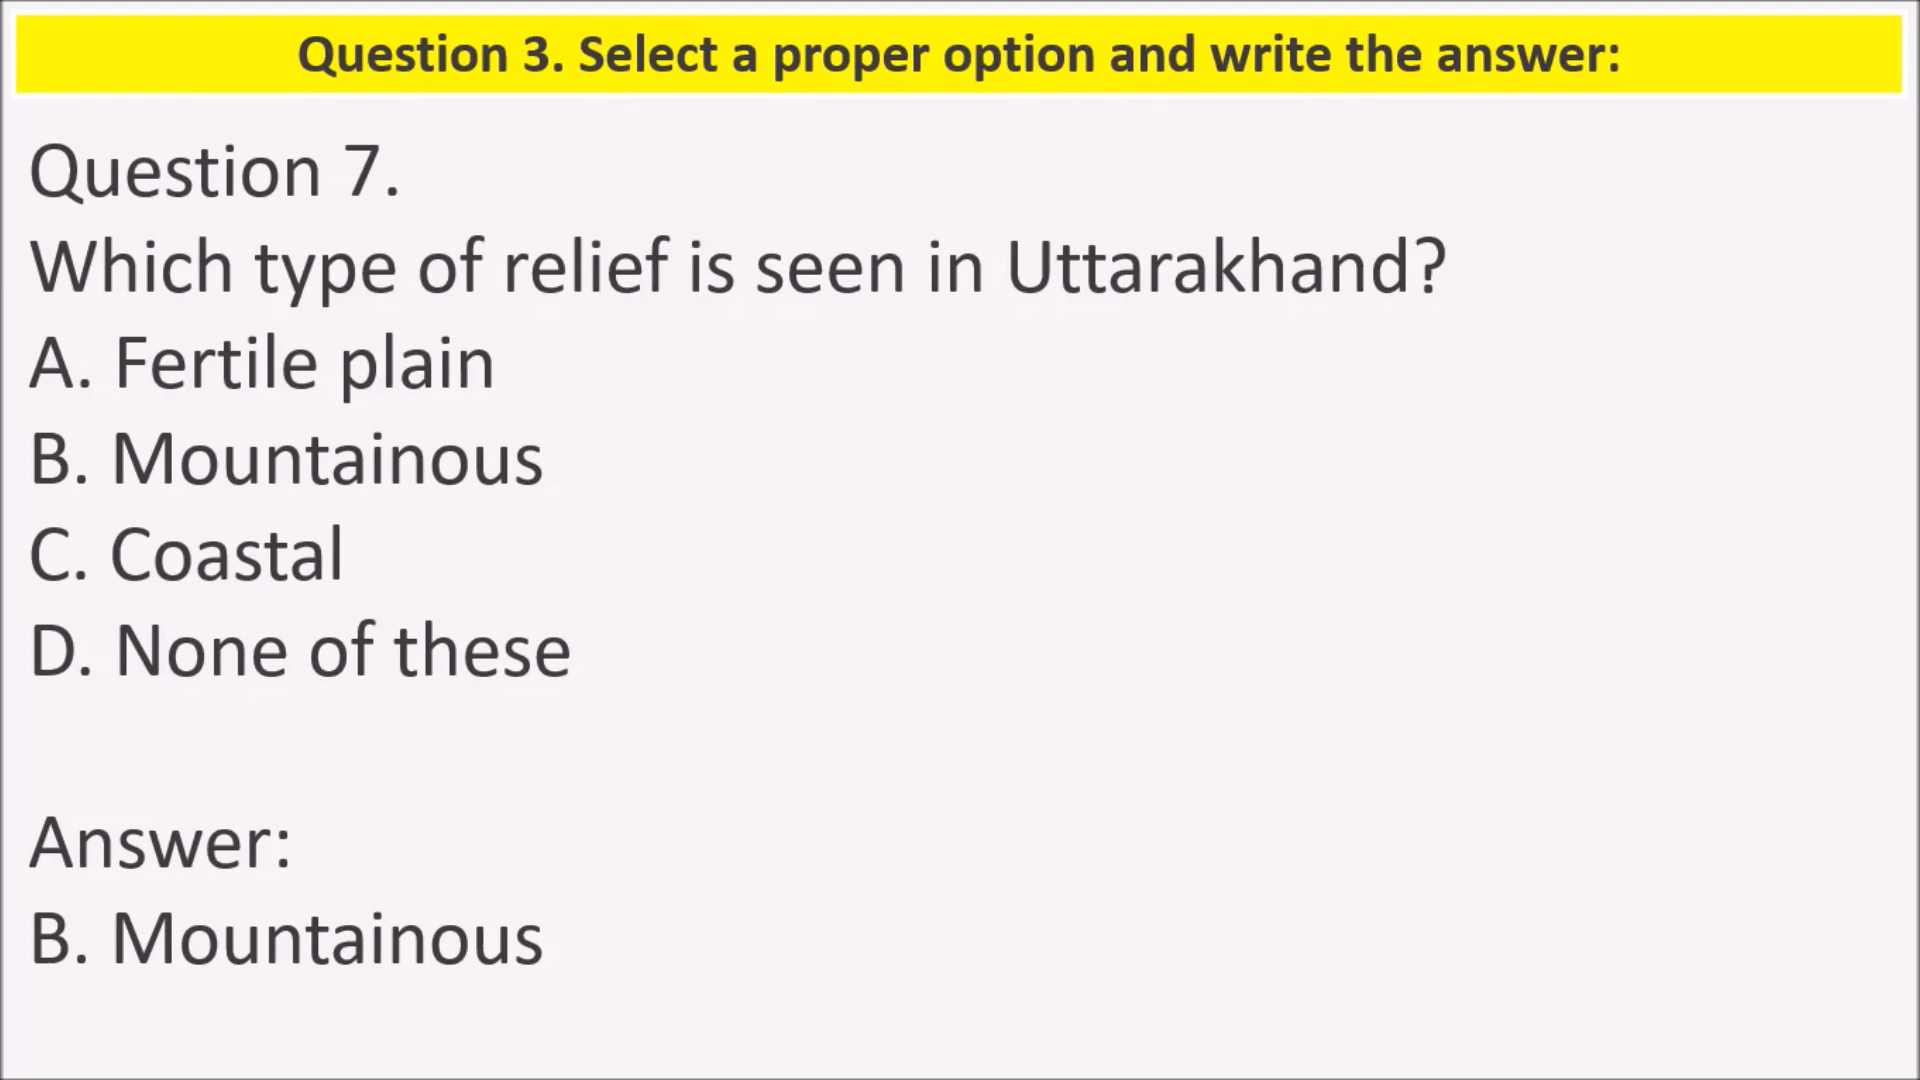 Question 3. Select a proper option and write the answer:
Question 7.
Which type of relief is seen in Uttarakhand?
A. Fertile plain
B. Mountainous
C. Coastal
D. None of these
Answer:
B. Mountainous